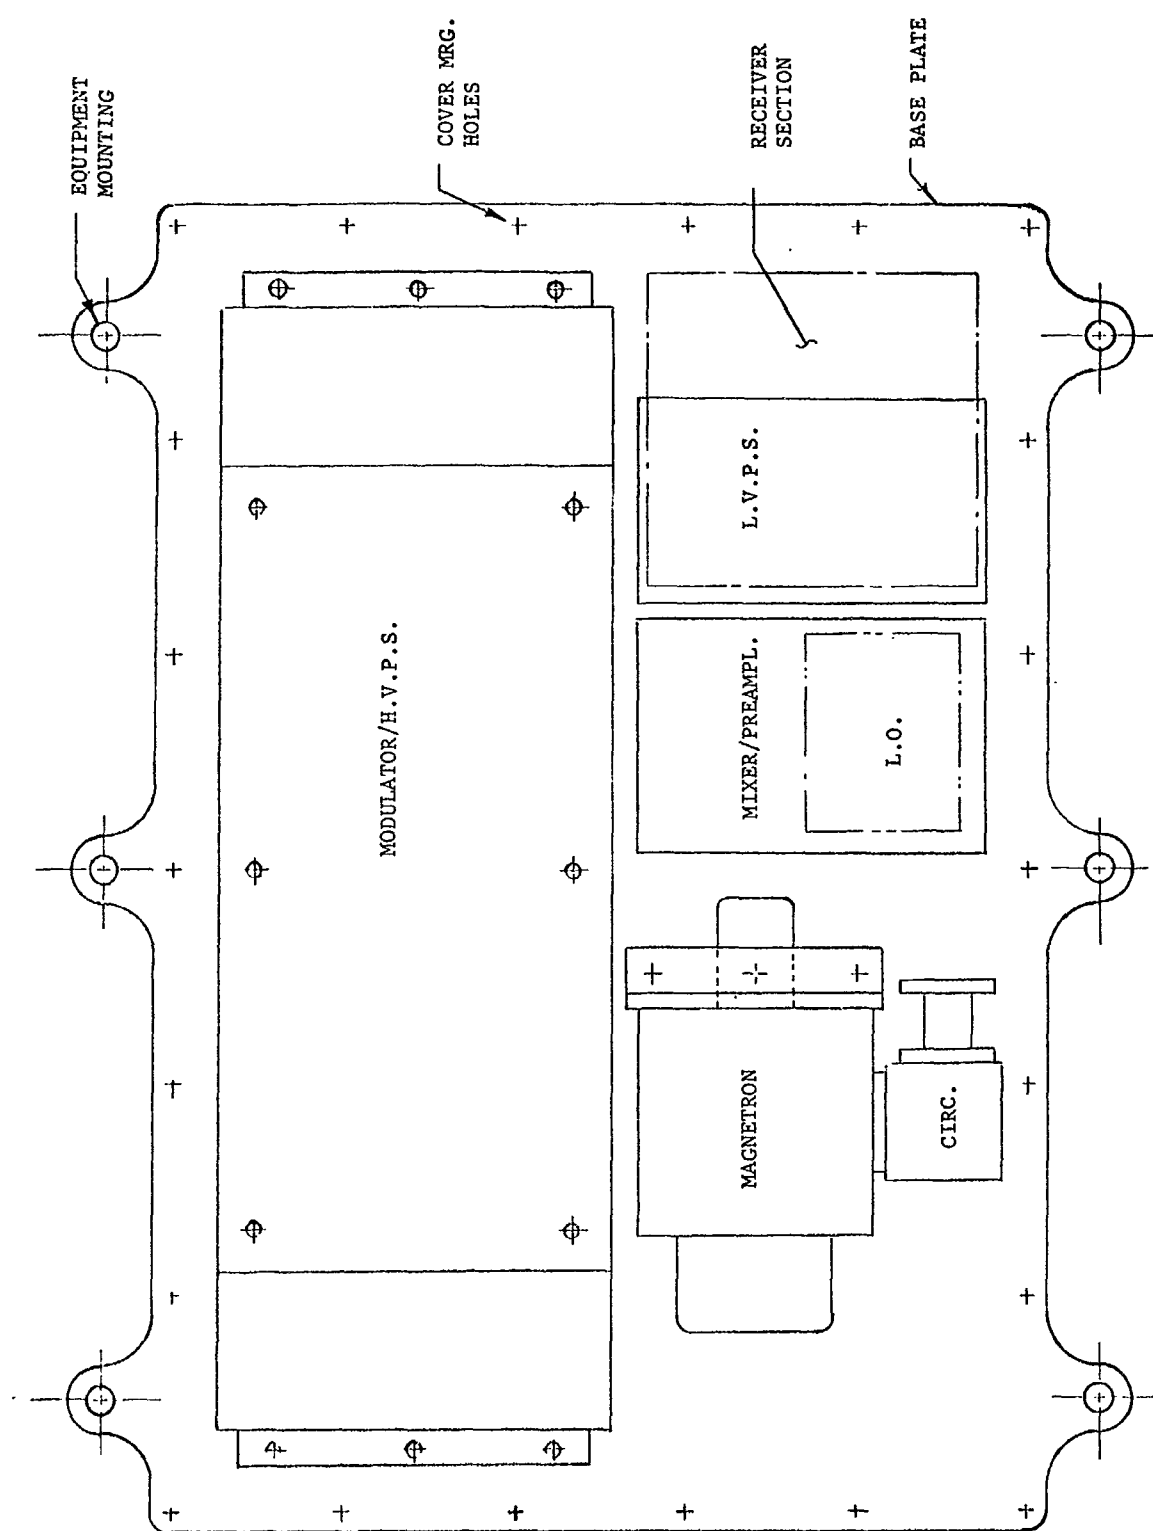 EQUIPMENT
MOUNTING
COVER MRG.
HOLES
RECEIVER
SECTION
BASE PLATE
MODULATOR/H.V.P.S.
L.V.P.S.
MIXER/PREAMPL.
L.O.
MAGNETRON
CIRC.